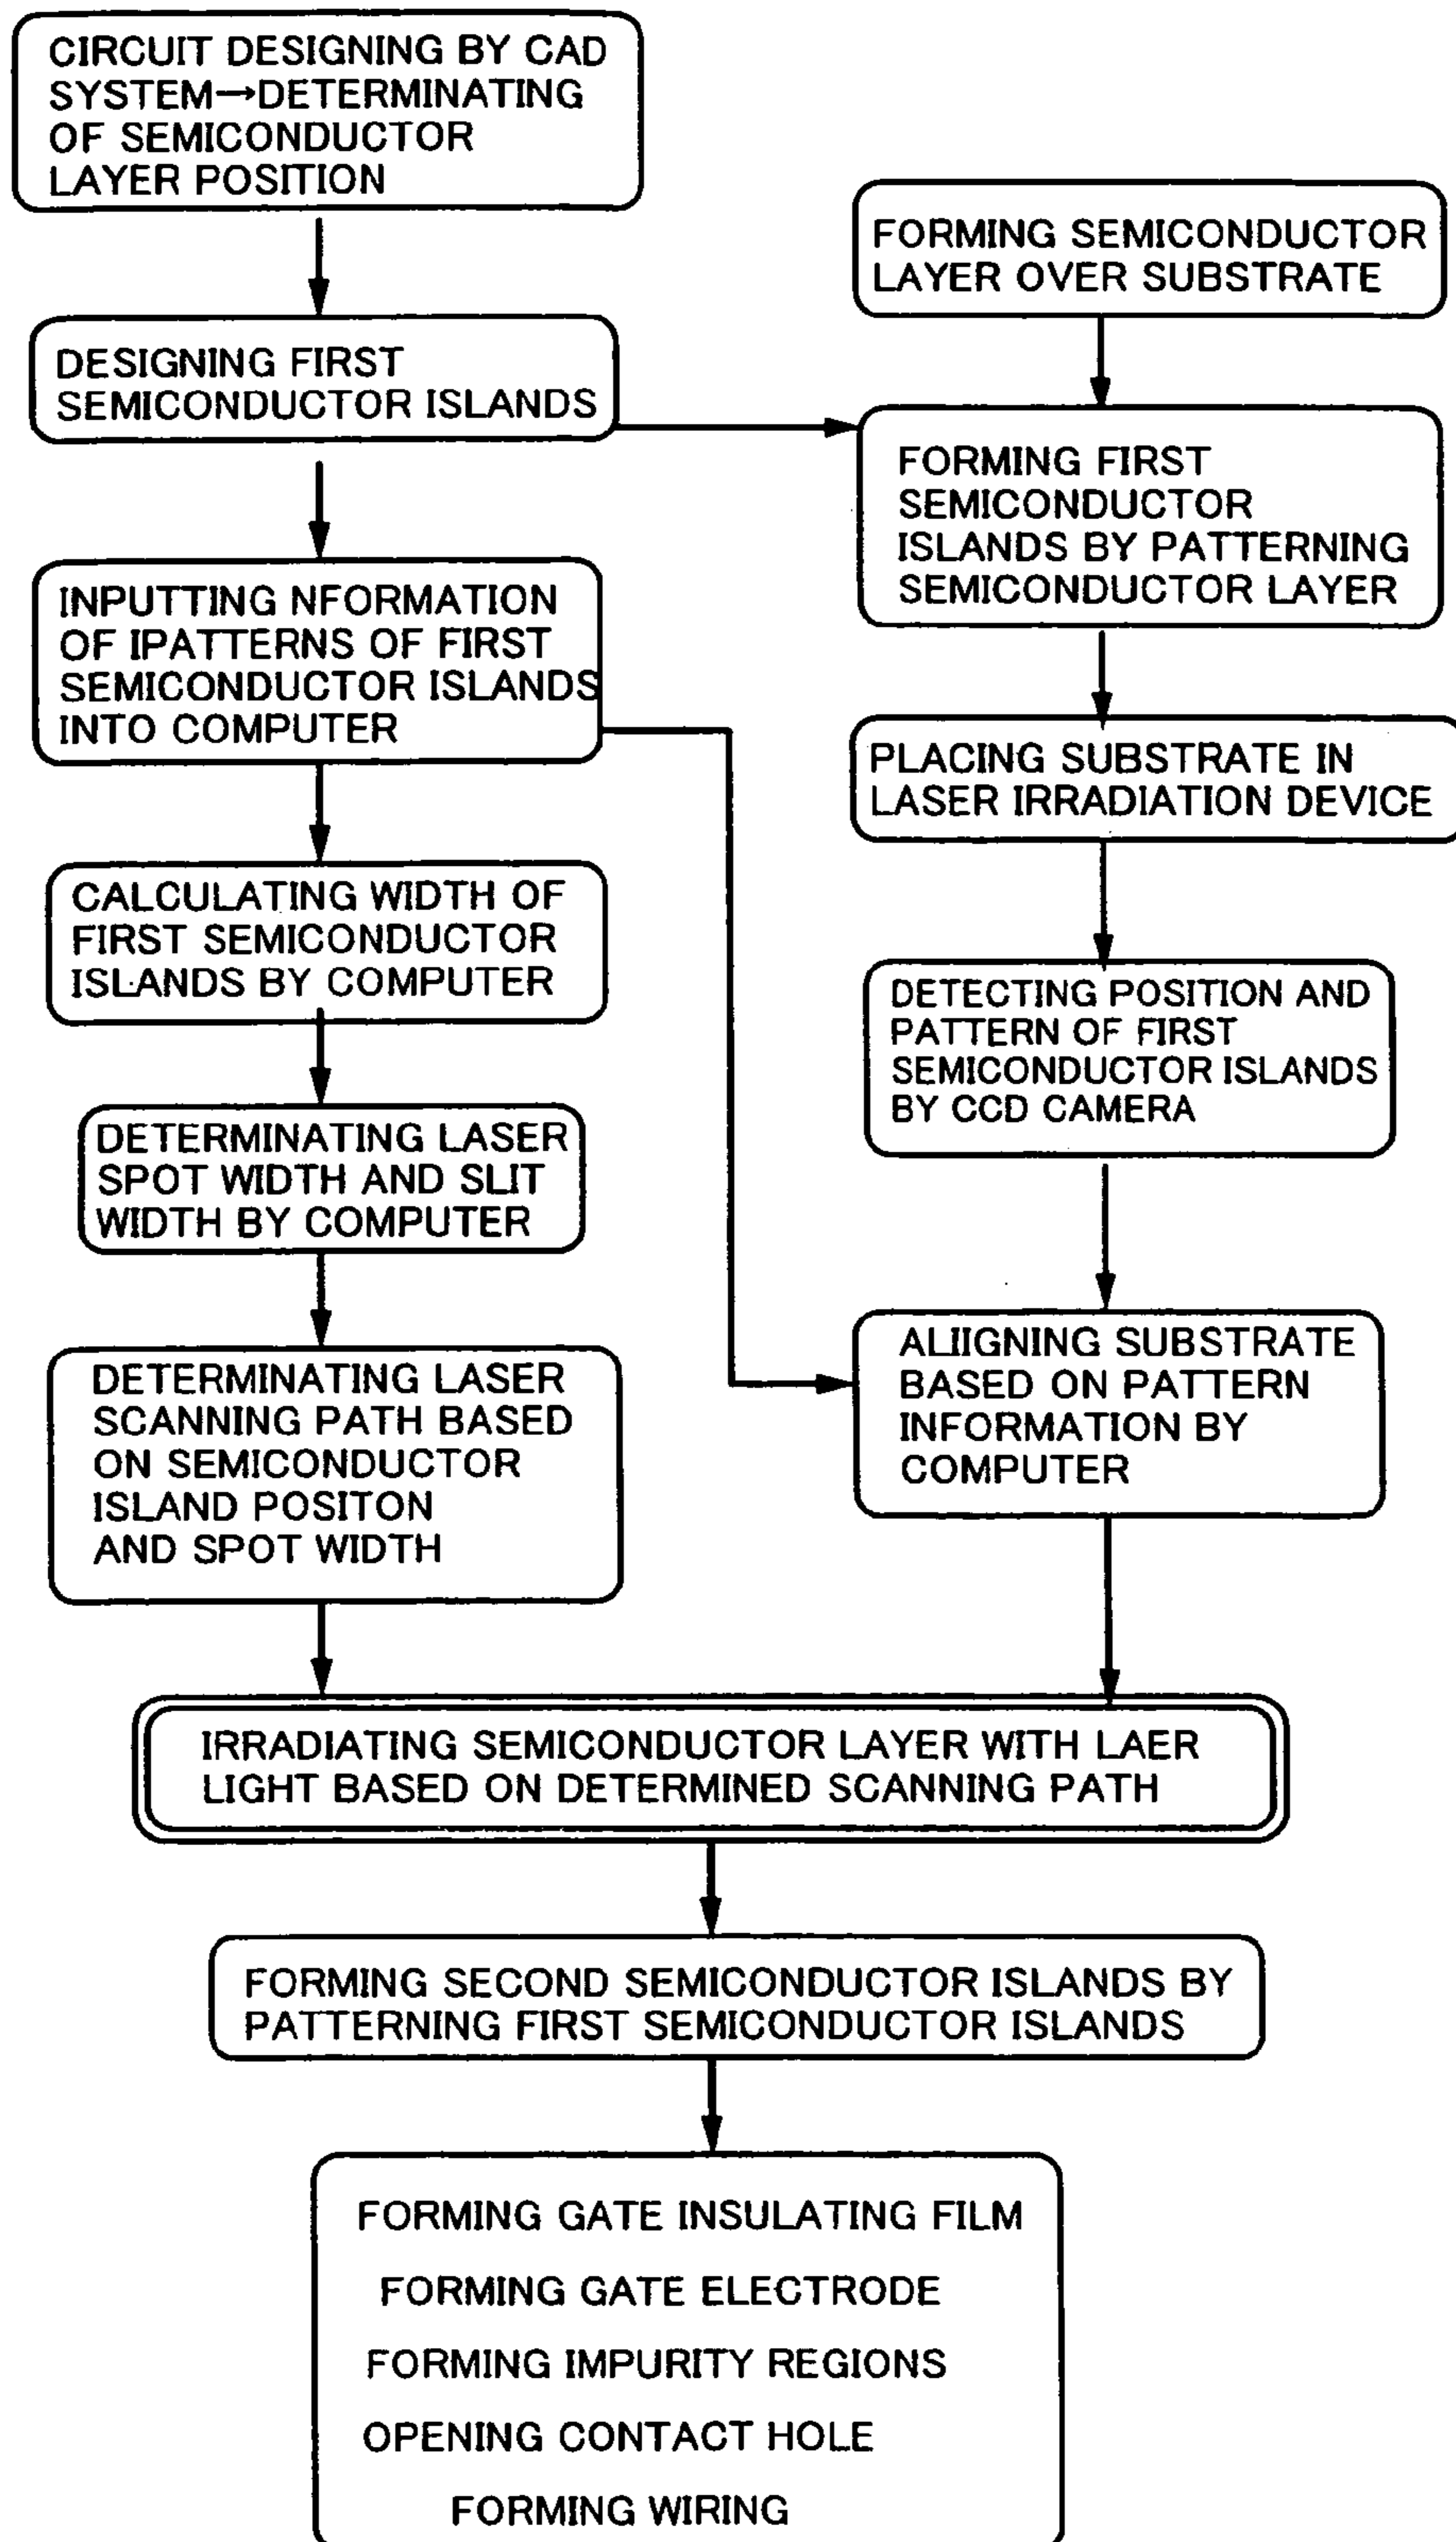 CIRCUIT DESIGNING BY CAD
SYSTEM→DETERMINATING
OF SEMICONDUCTOR
LAYER POSITION
DESIGNING FIRST
SEMICONDUCTOR ISLANDS
INPUTTING NFORMATION
OF IPATTERNS OF FIRST
SEMICONDUCTOR ISLANDS
INTO COMPUTER
CALCULATING WIDTH OF
FIRST SEMICONDUCTOR
ISLANDS BY COMPUTER
DETERMINATING LASER
SPOT WIDTH AND SLIT
WIDTH BY COMPUTER
DETERMINATING LASER
SCANNING PATH BASED
ON SEMICONDUCTOR
ISLAND POSITON
AND SPOT WIDTH
FORMING SEMICONDUCTOR
LAYER OVER SUBSTRATE
FORMING FIRST
SEMICONDUCTOR
ISLANDS BY PATTERNING
SEMICONDUCTOR LAYER
PLACING SUBSTRATE IN
LASER IRRADIATION DEVICE
DETECTING POSITION AND
PATTERN OF FIRST
SEMICONDUCTOR ISLANDS
BY CCD CAMERA
ALIIGNING SUBSTRATE
BASED ON PATTERN
INFORMATION BY
COMPUTER
IRRADIATING SEMICONDUCTOR LAYER WITH LAER
LIGHT BASED ON DETERMINED SCANNING PATH
FORMING SECOND SEMICONDUCTOR ISLANDS BY
PATTERNING FIRST SEMICONDUCTOR ISLANDS
FORMING GATE INSULATING FILM
FORMING GATE ELECTRODE
FORMING IMPURITY REGIONS
OPENING CONTACT HOLE
FORMING WIRING